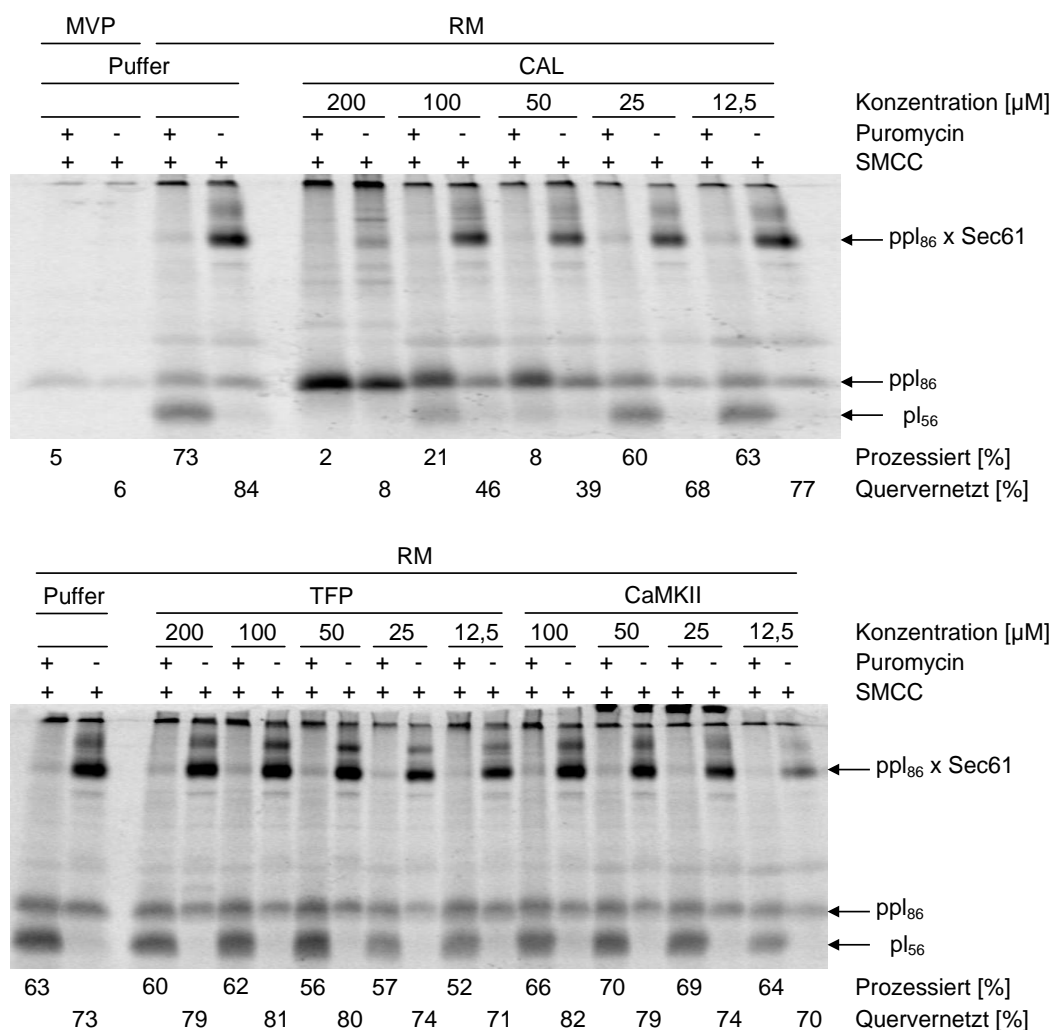 MVP RM
Puffer CAL
200 100 50 25 12,5 Konzentration [µM]
+ - + - + - + - + - + - + - Puromycin
+ + + + + + + + + + + + + + SMCC
ppl86 x Sec61
ppl86
pl56
5 73 2 21 8 60 63 Prozessiert [%]
6 84 8 46 39 68 77 Quervernetzt [%]
RM
Puffer TFP CaMKII
200 100 50 25 12,5 100 50 25 12,5 Konzentration [µM]
+ - + - + - + - + - + - + - + - + - + - Puromycin
+ + + + + + + + + + + + + + + + + + + + SMCC
ppl86 x Sec61
ppl86
pl56
63 60 62 56 57 52 66 70 69 64 Prozessiert [%]
73 79 81 80 74 71 82 79 74 70 Quervernetzt [%]